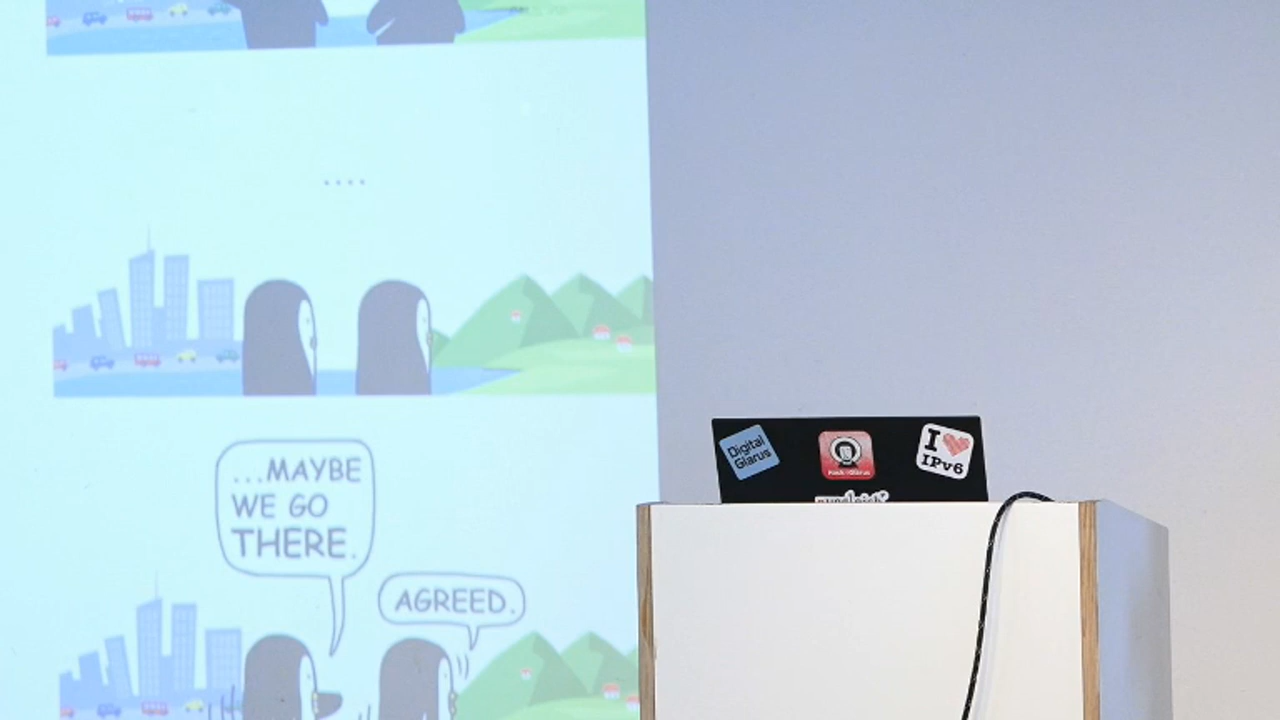 ....
...MAYBE
WE GO
THERE.
AGREED.
Digital
Glarus
I
IPv6